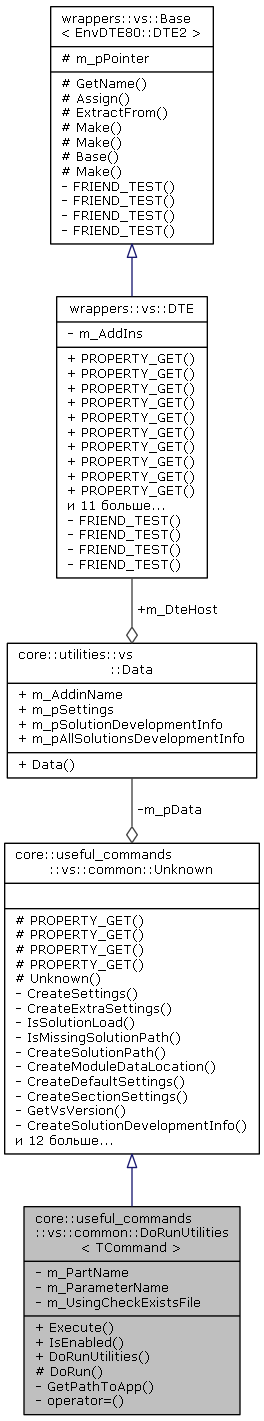 wrappers::vs::Base
< EnvDTE80::DTE2 >
# m_pPointer
# GetName()
# Assign()
# ExtractFrom()
# Make()
# Make()
# Base()
# Make()
- FRIEND_TEST()
- FRIEND_TEST()
- FRIEND_TEST()
- FRIEND_TEST()
wrappers::vs::DTE
- m_AddIns
+ PROPERTY_GET()
+ PROPERTY_GET()
+ PROPERTY_GET()
+ PROPERTY_GET()
+ PROPERTY_GET()
+ PROPERTY_GET()
+ PROPERTY_GET()
+ PROPERTY_GET()
+ PROPERTY_GET()
+ PROPERTY_GET()
и 11 больше...
- FRIEND_TEST()
- FRIEND_TEST()
- FRIEND_TEST()
- FRIEND_TEST()
+m_DteHost
core::utilities::vs
::Data
+ m_AddinName
+ m_pSettings
+ m_pSolutionDevelopmentInfo
+ m_pAllSolutionsDevelopmentInfo
+ Data()
-m_pData
core::useful_commands
::vs::common::Unknown
# PROPERTY_GET()
# PROPERTY_GET()
# PROPERTY_GET()
# PROPERTY_GET()
# Unknown()
- CreateSettings()
- CreateExtraSettings()
- IsSolutionLoad()
- IsMissingSolutionPath()
- CreateSolutionPath()
- CreateModuleDataLocation()
- CreateDefaultSettings()
- CreateSectionSettings()
- GetVsVersion()
- CreateSolutionDevelopmentInfo()
и 12 больше...
core::useful_commands
::vs::common::DoRunUtilities
< TCommand >
- m_PartName
- m_ParameterName
- m_UsingCheckExistsFile
+ Execute()
+ IsEnabled()
+ DoRunUtilities()
# DoRun()
- GetPathToApp()
- operator=()